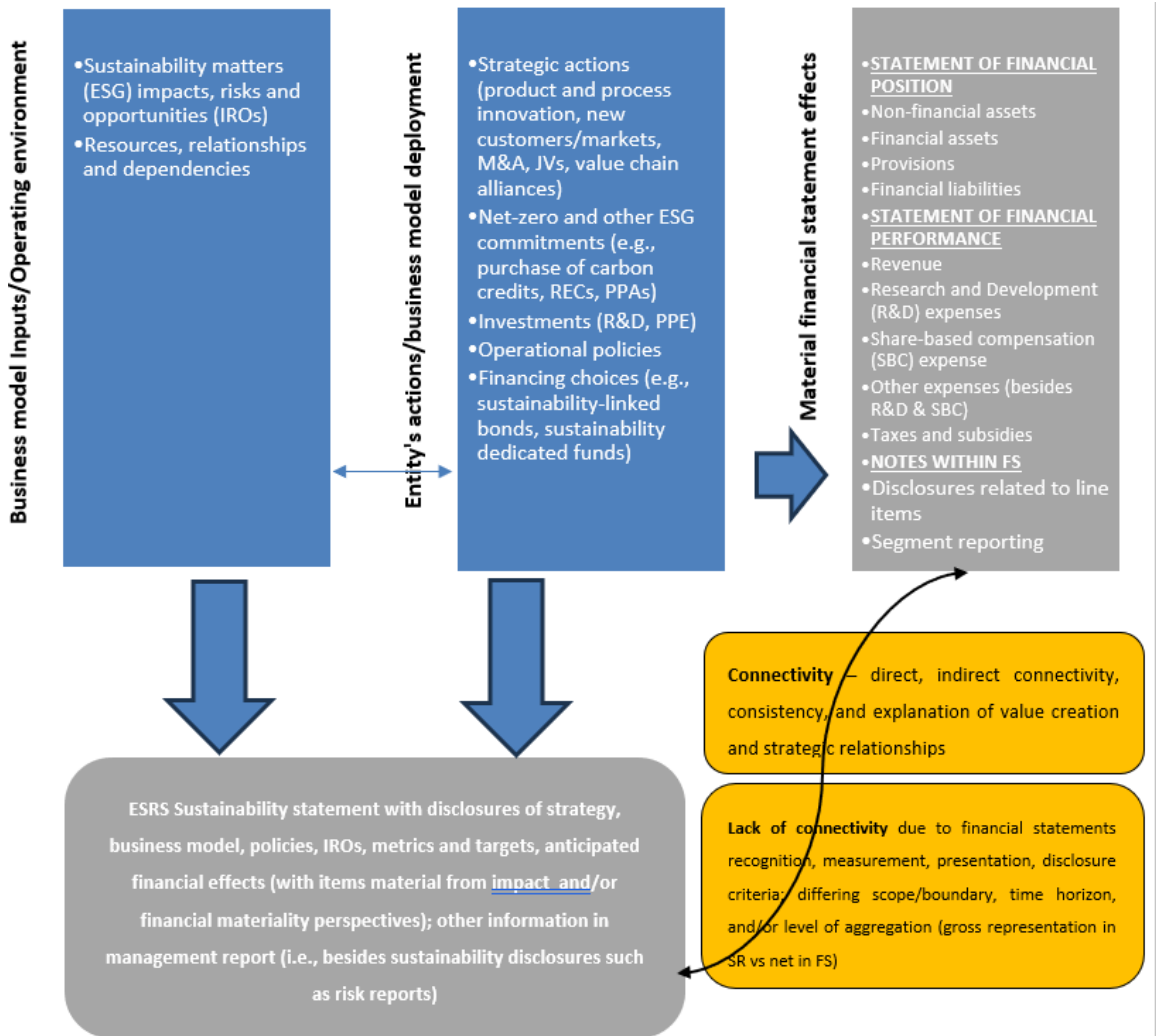 Business model Inputs/Operating environment
•Sustainability matters
(ESG) impacts, risks and
opportunities (IROs)
•Resources, relationships
and dependencies
Entity's actions/business model deployment
•Strategic actions
(product and process
innovation, new
customers/markets,
M&A, JVs, value chain
alliances)
•Net-zero and other ESG
commitments (e.g.,
purchase of carbon
credits, RECs, PPAs)
•Investments (R&D, PPE)
•Operational policies
•Financing choices (e.g.,
sustainability-linked
bonds, sustainability
dedicated funds)
Material financial statement effects
•STATEMENT OF FINANCIAL
POSITION
•Non-financial assets
•Financial assets
•Provisions
•Financial liabilities
•STATEMENT OF FINANCIAL
PERFORMANCE
•Revenue
•Research and Development
(R&D) expenses
•Share-based compensation
(SBC) expense
•Other expenses (besides
R&D & SBC)
•Taxes and subsidies
•NOTES WITHIN FS
•Disclosures related to line
items
•Segment reporting
Connectivity – direct, indirect connectivity,
consistency, and explanation of value creation
and strategic relationships
Lack of connectivity due to financial statements
recognition, measurement, presentation, disclosure
criteria; differing scope/boundary, time horizon,
and/or level of aggregation (gross representation in
SR vs net in FS)
ESRS Sustainability statement with disclosures of strategy,
business model, policies, IROs, metrics and targets, anticipated
financial effects (with items material from impact and/or
financial materiality perspectives); other information in
management report (i.e., besides sustainability disclosures such
as risk reports)